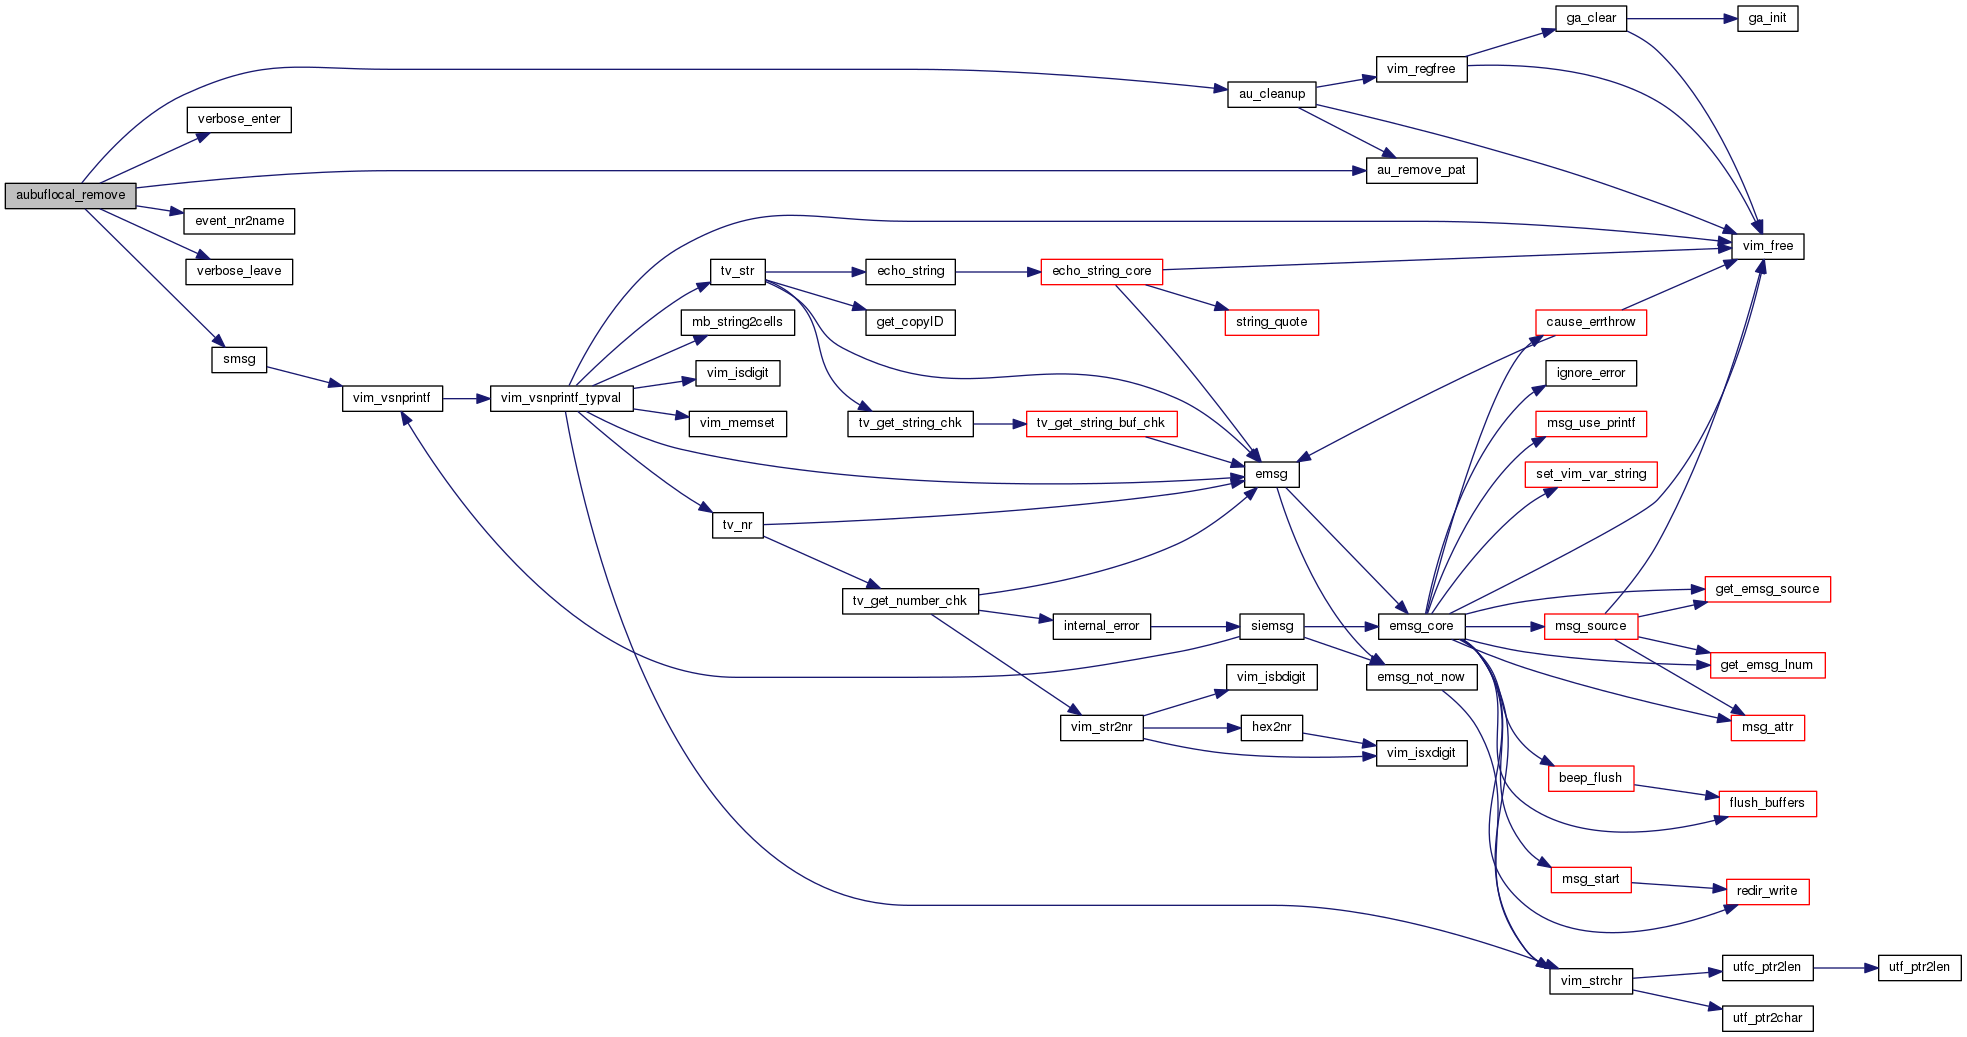 ga_clear
ga_init
vim_regfree
au_cleanup
verbose_enter
au_remove_pat
aubuflocal_remove
event_nr2name
vim_free
verbose_leave
tv_str
echo_string
echo_string_core
mb_string2cells
get_copyID
string_quote
cause_errthrow
smsg
vim_isdigit
ignore_error
vim_vsnprintf
vim_vsnprintf_typval
vim_memset
tv_get_string_chk
tv_get_string_buf_chk
msg_use_printf
emsg
set_vim_var_string
tv_nr
get_emsg_source
tv_get_number_chk
internal_error
siemsg
emsg_core
msg_source
get_emsg_lnum
vim_isbdigit
emsg_not_now
vim_str2nr
hex2nr
msg_attr
vim_isxdigit
beep_flush
flush_buffers
msg_start
redir_write
vim_strchr
utfc_ptr2len
utf_ptr2len
utf_ptr2char